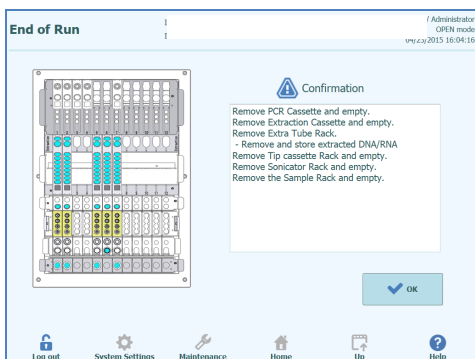 End of Run
/ Administrator
OPEN mode
04/23/2015 16:04:16
Confirmation
Remove PCR Cassette and empty.
Remove Extraction Cassette and empty.
Remove Extra Tube Rack.
- Remove and store extracted DNA/RNA
Remove Tip cassette Rack and empty.
Remove Sonicator Rack and empty.
Remove the Sample Rack and empty.
OK
Log out System Settings Maintenance Home Up Help